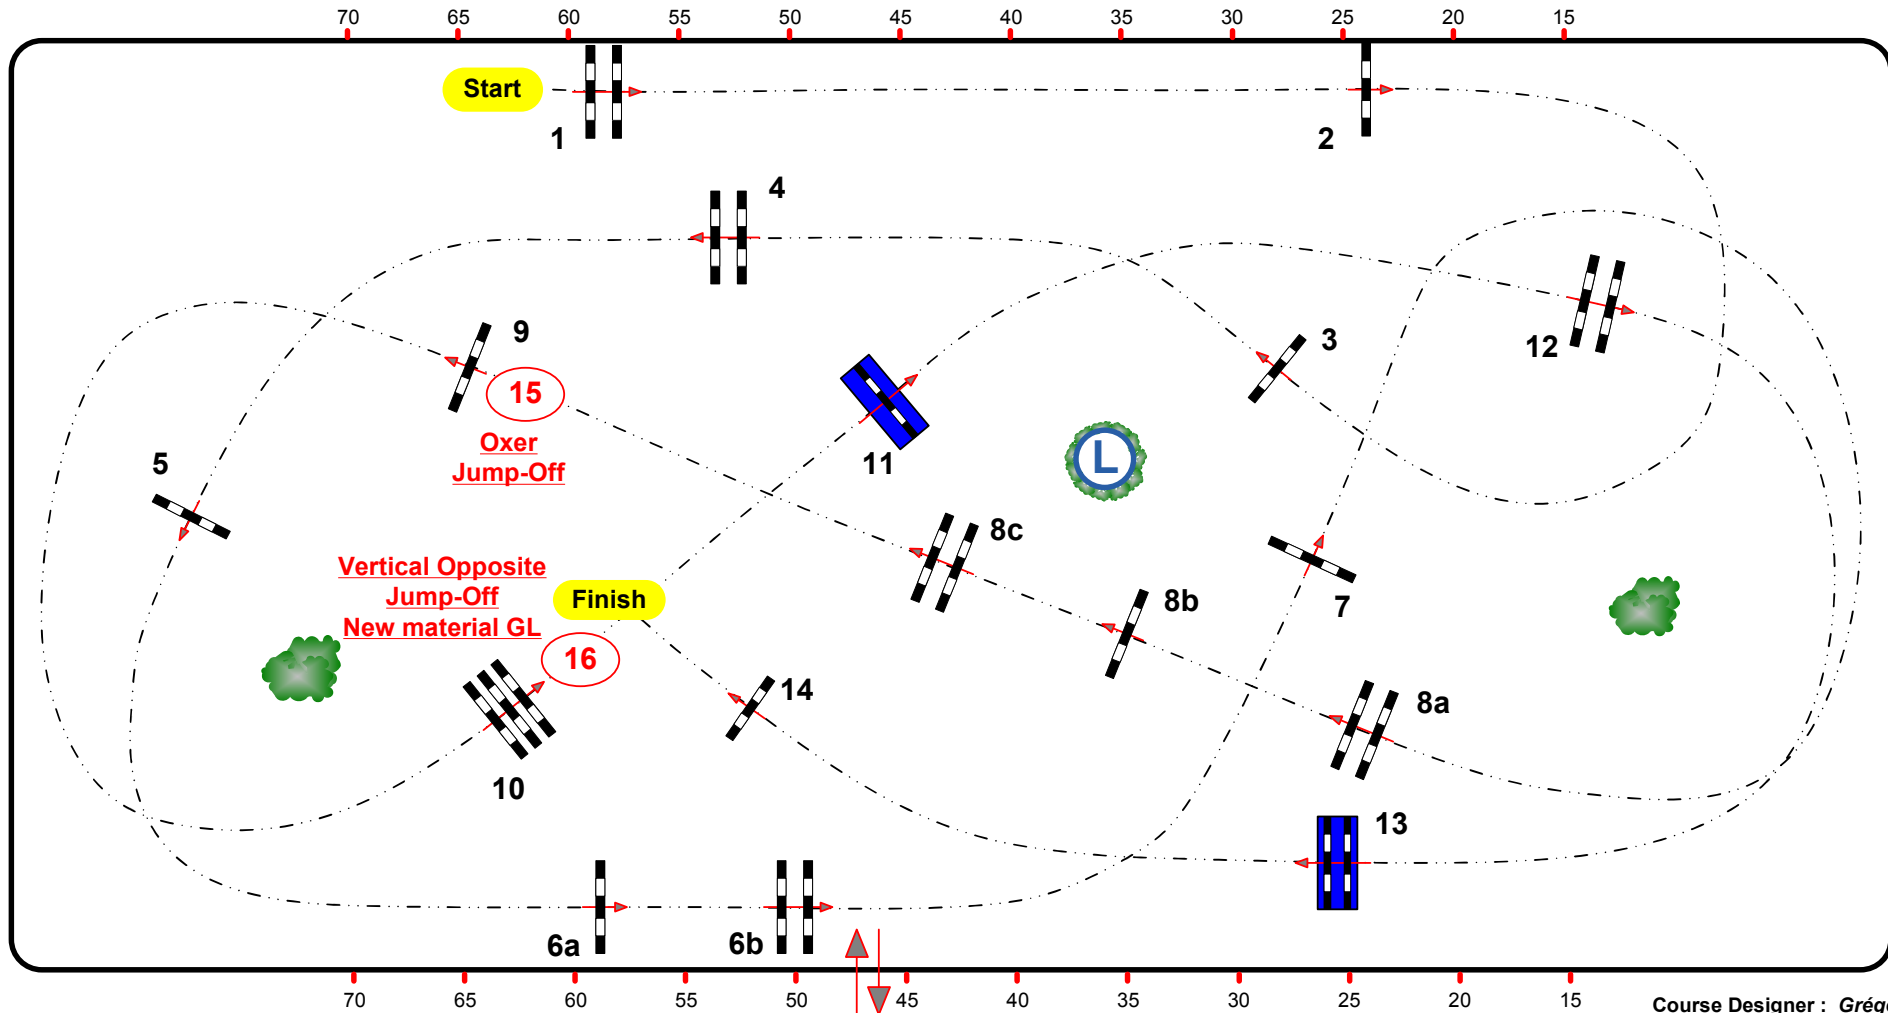 70 65 60 55 50 45 40 35 30 25 20 15
Start
1
2
4
3
12
9
15
Oxer
Jump-Off
11
L
5
8c
Vertical Opposite
Jump-Off
New material GL
Finish
8b
7
16
14
8a
10
13
6a
6b
70 65 60 55 50 45 40 35 30 25 20 15
Course Designer :